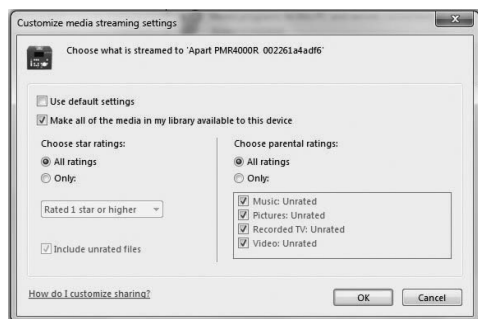 Customize media streaming settings
Choose what is streamed to 'Apart PMR4000R 002261a4adf6'
Use default settings
Make all of the media in my library available to this device
Choose star ratings:
All ratings
Only:
Rated 1 star or higher
Include unrated files
Choose parental ratings:
All ratings
Only:
Music: Unrated
Pictures: Unrated
Recorded TV: Unrated
Video: Unrated
How do I customize sharing?
OK
Cancel